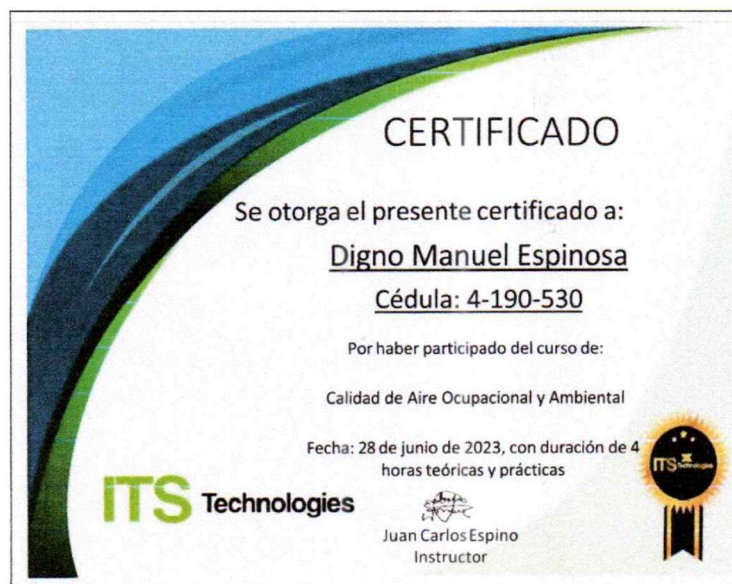 CERTIFICADO
Se otorga el presente certificado a:
Digno Manuel Espinosa
Cédula: 4-190-530
Por haber participado del curso de:
Calidad de Aire Ocupacional y Ambiental
Fecha: 28 de junio de 2023, con duración de 4
horas teóricas y prácticas
ITS Technologies
Juan Carlos Espino
Instructor
ITS Technologies